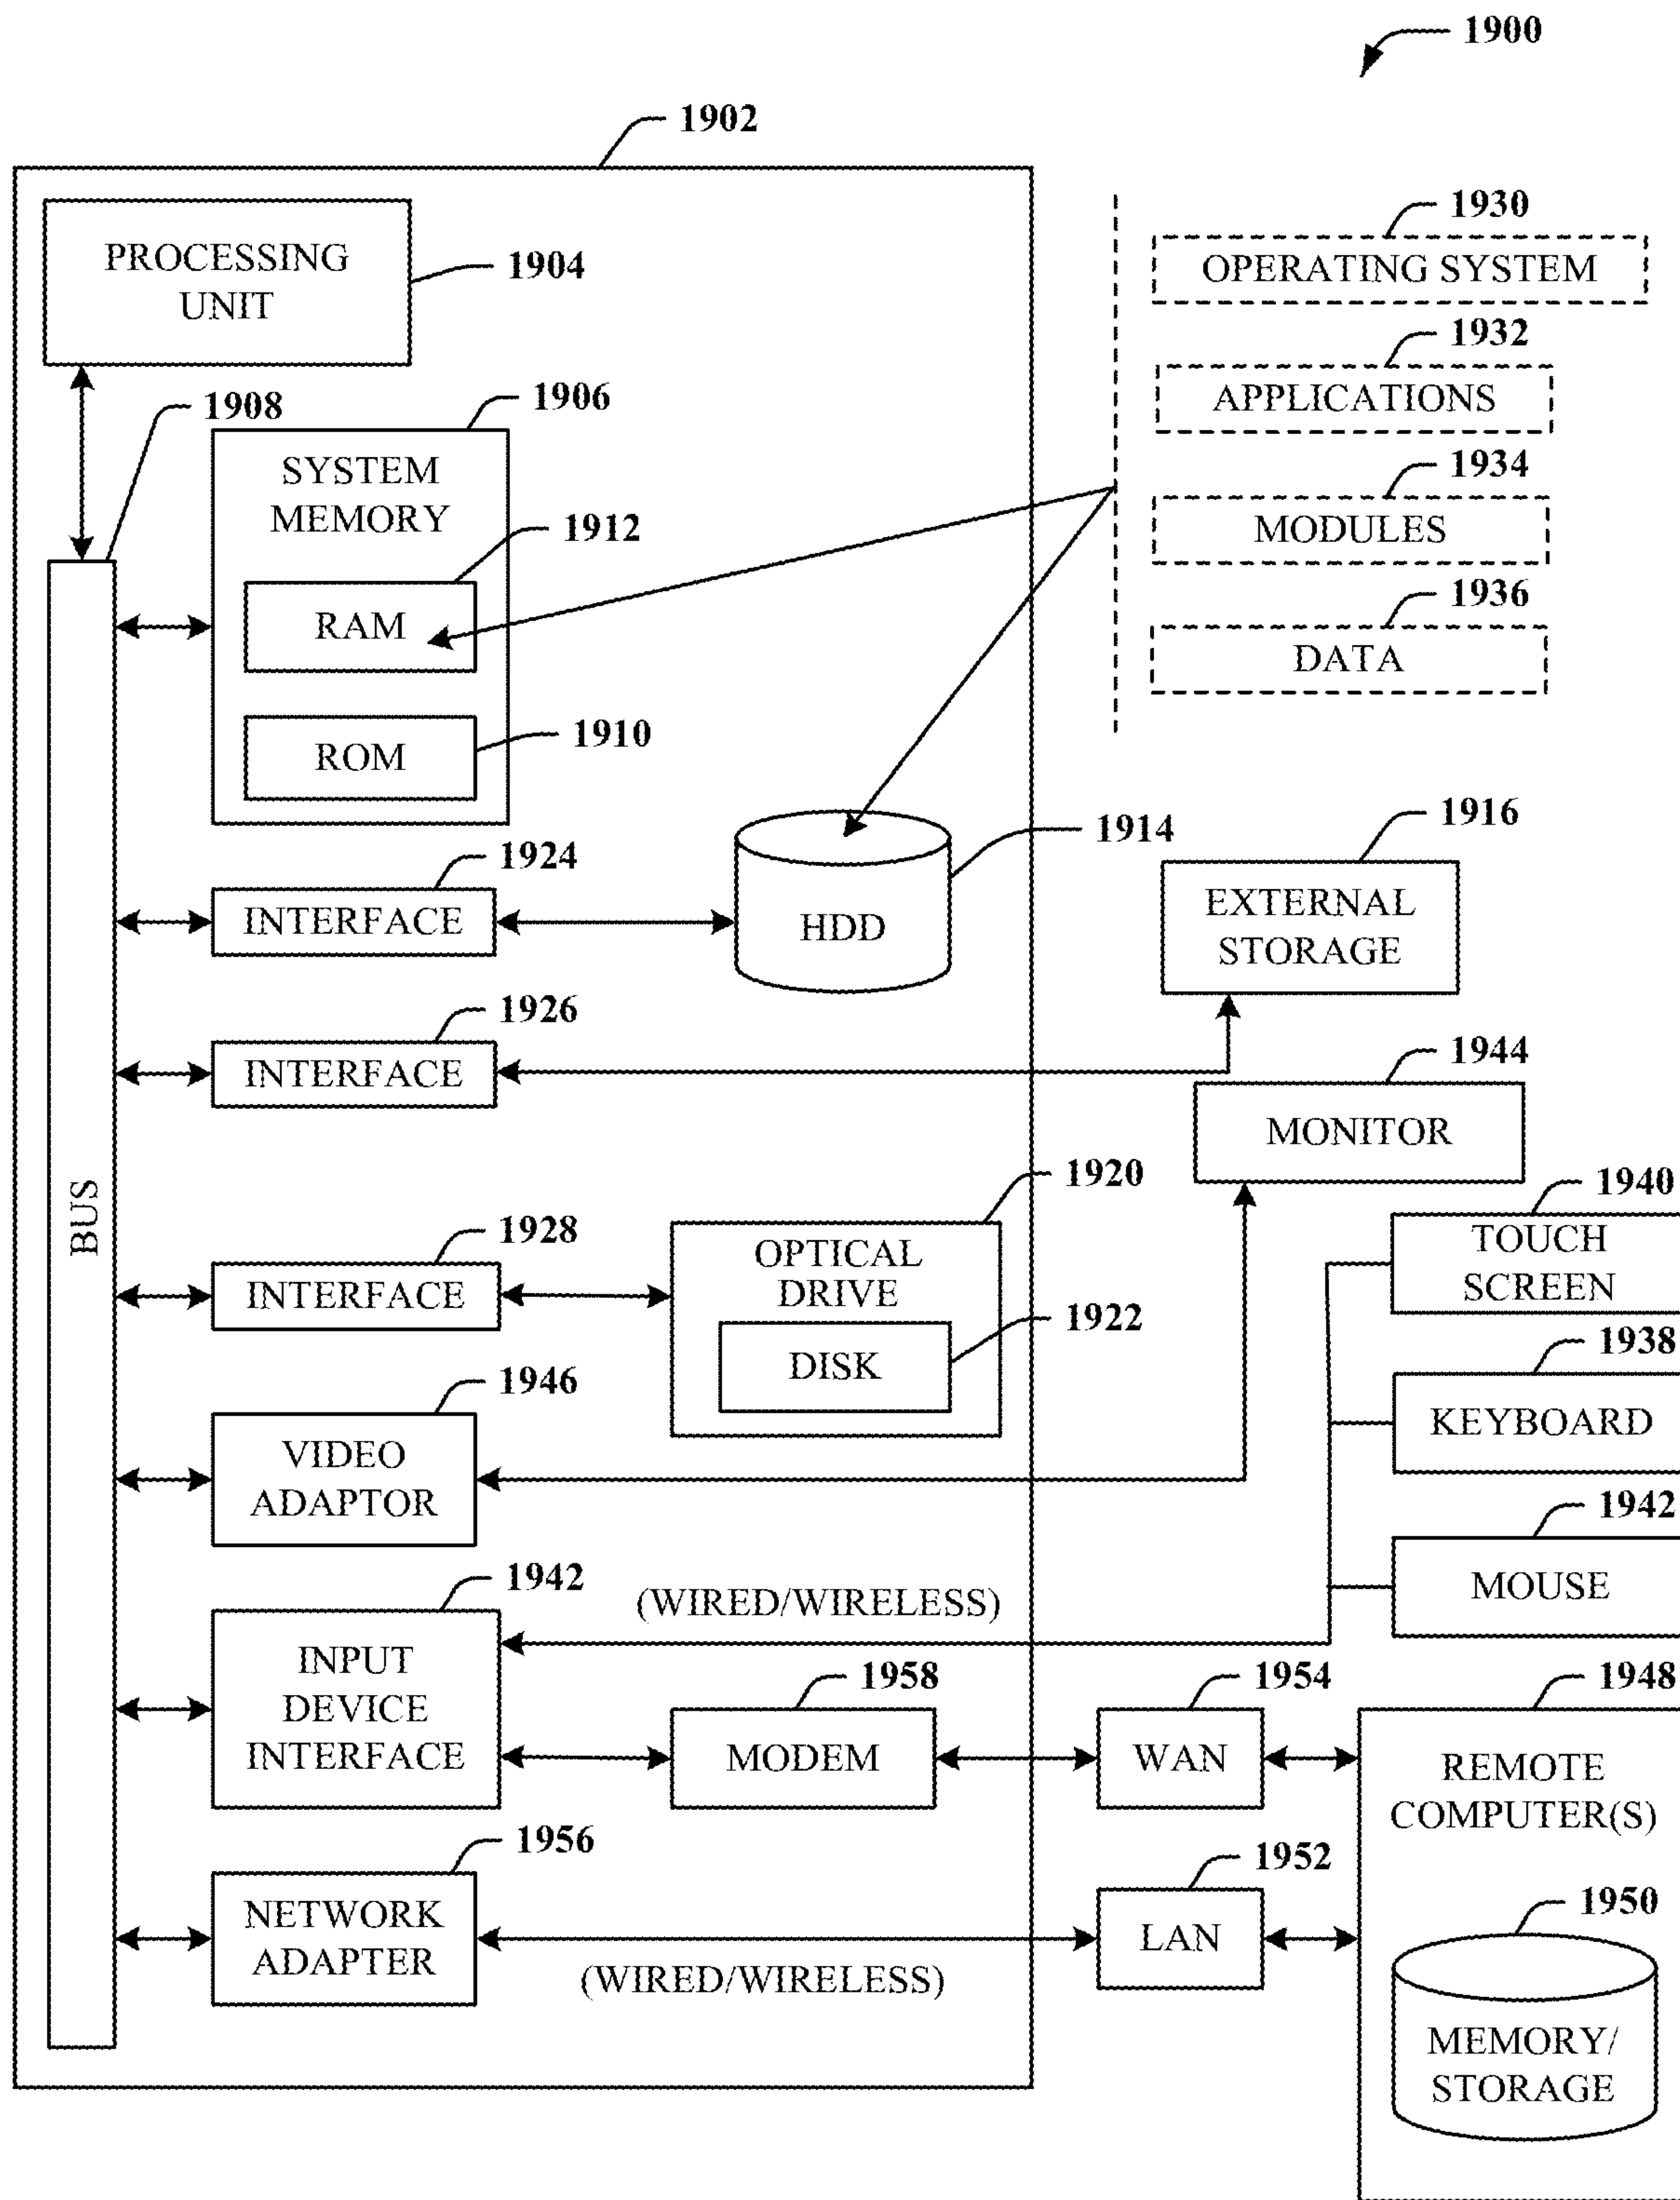 1900
1902
PROCESSING
UNIT
1904
1930
OPERATING SYSTEM
1932
APPLICATIONS
1934
MODULES
1936
DATA
1908
1906
SYSTEM
MEMORY
1912
RAM
ROM
1910
1914
HDD
1924
INTERFACE
1916
EXTERNAL
STORAGE
1926
INTERFACE
1944
MONITOR
BUS
1928
INTERFACE
1920
OPTICAL
DRIVE
1922
DISK
1940
TOUCH
SCREEN
1938
KEYBOARD
1942
MOUSE
1946
VIDEO
ADAPTOR
1942
INPUT
DEVICE
INTERFACE
(WIRED/WIRELESS)
1958
MODEM
1954
WAN
1948
REMOTE
COMPUTER(S)
1956
NETWORK
ADAPTER
(WIRED/WIRELESS)
1952
LAN
1950
MEMORY/
STORAGE